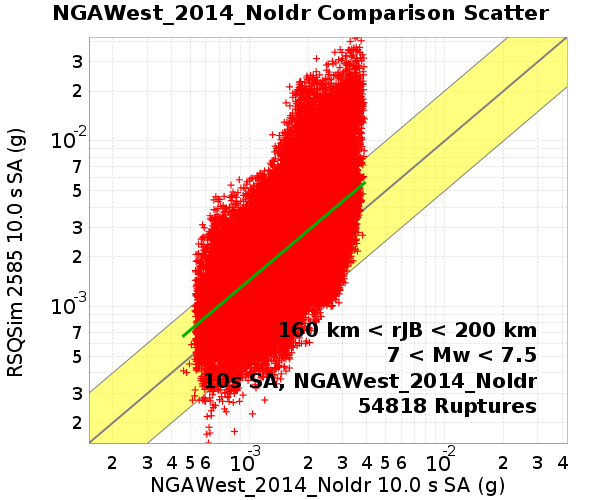 NGAWest_2014_NoIdr Comparison Scatter
RSQSim 2585 10.0 s SA (g)
3
2
10-2
7
5
3
2
10-3
7
5
3
2
160 km < rJB < 200 km
7 < Mw < 7.5
10s SA, NGAWest_2014_NoIdr
54818 Ruptures
2 3 4 5 6 10-3 2 3 4 5 6 10-2 2 3 4
NGAWest_2014_NoIdr 10.0 s SA (g)